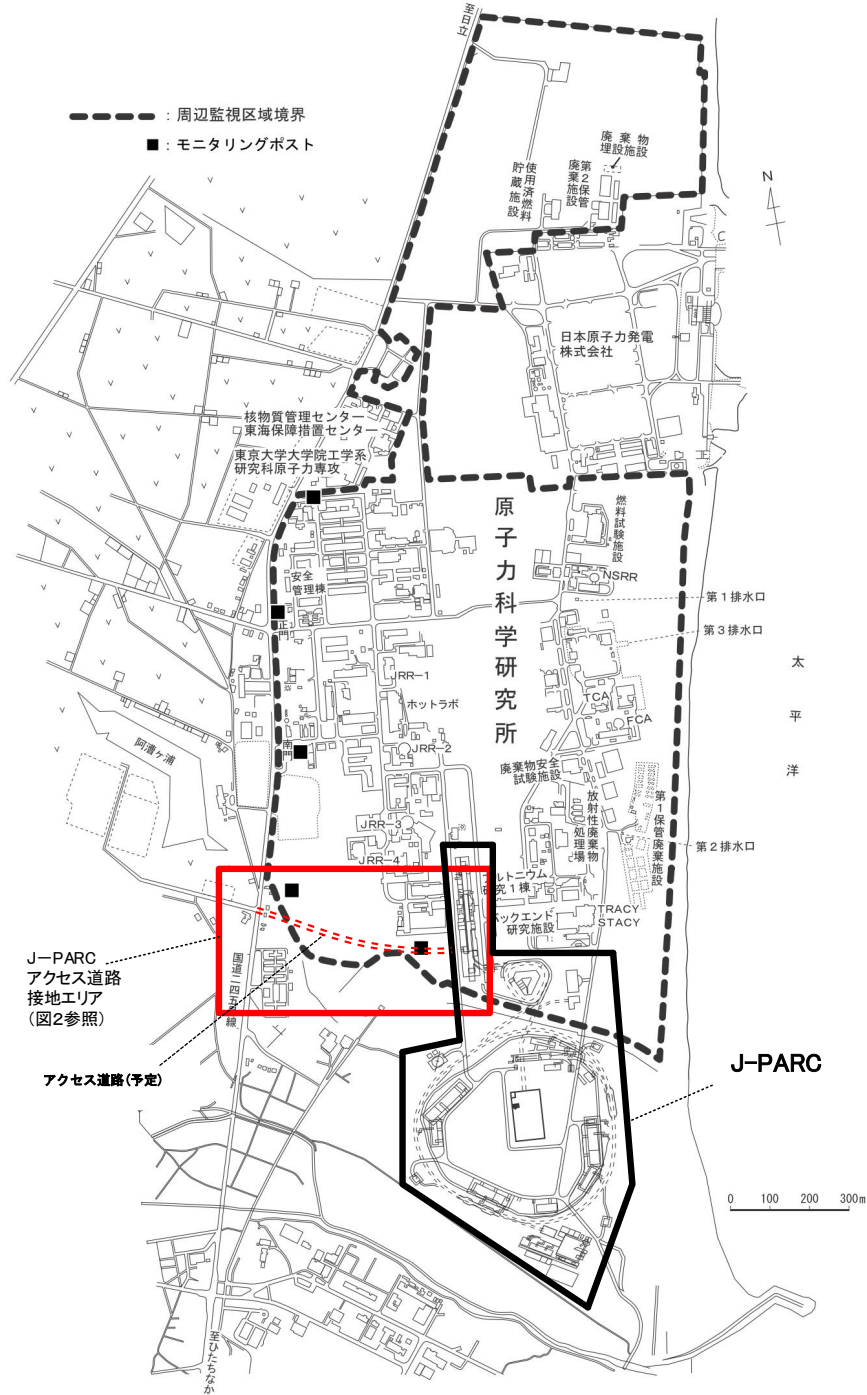 至日立
：周辺監視区域境界
：モニタリングポスト
廃棄物
埋設施設
第２保管
廃棄施設
使用済燃料
貯蔵施設
N
日本原子力発電
株式会社
核物質管理センター
東海保障措置センター
東京大学大学院工学系
研究科原子力専攻
原子力科学研究所
燃料試験施設
安全
管理棟
NSRR
第１排水口
正門
第３排水口
太平洋
JRR－1
ホットラボ
TCA
FCA
阿漕ヶ浦
南門
JRR－2
廃棄物安全
試験施設
放射性廃棄物
処理場
第１保管廃棄施設
JRR－3
第２排水口
JRR－4
研究１棟
バックエンド
研究施設
TRACY
STACY
J－PARC
アクセス道路
接地エリア
（図２参照）
国道二四五号線
アクセス道路（予定）
J-PARC
0 100 200 300m
至ひたちなか